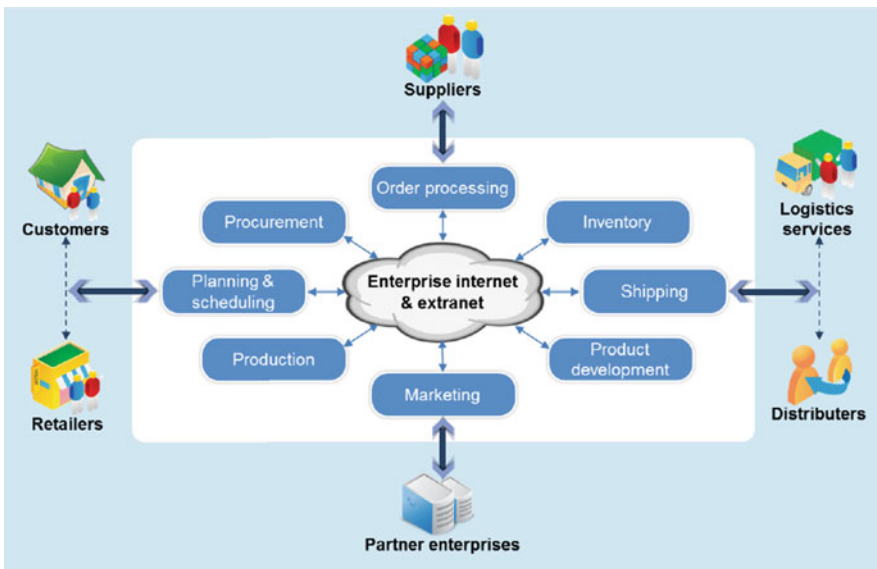 Suppliers
Order processing
Customers
Procurement
Inventory
Logistics
services
Enterprise internet
& extranet
Planning &
scheduling
Shipping
Production
Product
development
Marketing
Retailers
Distributers
Partner enterprises